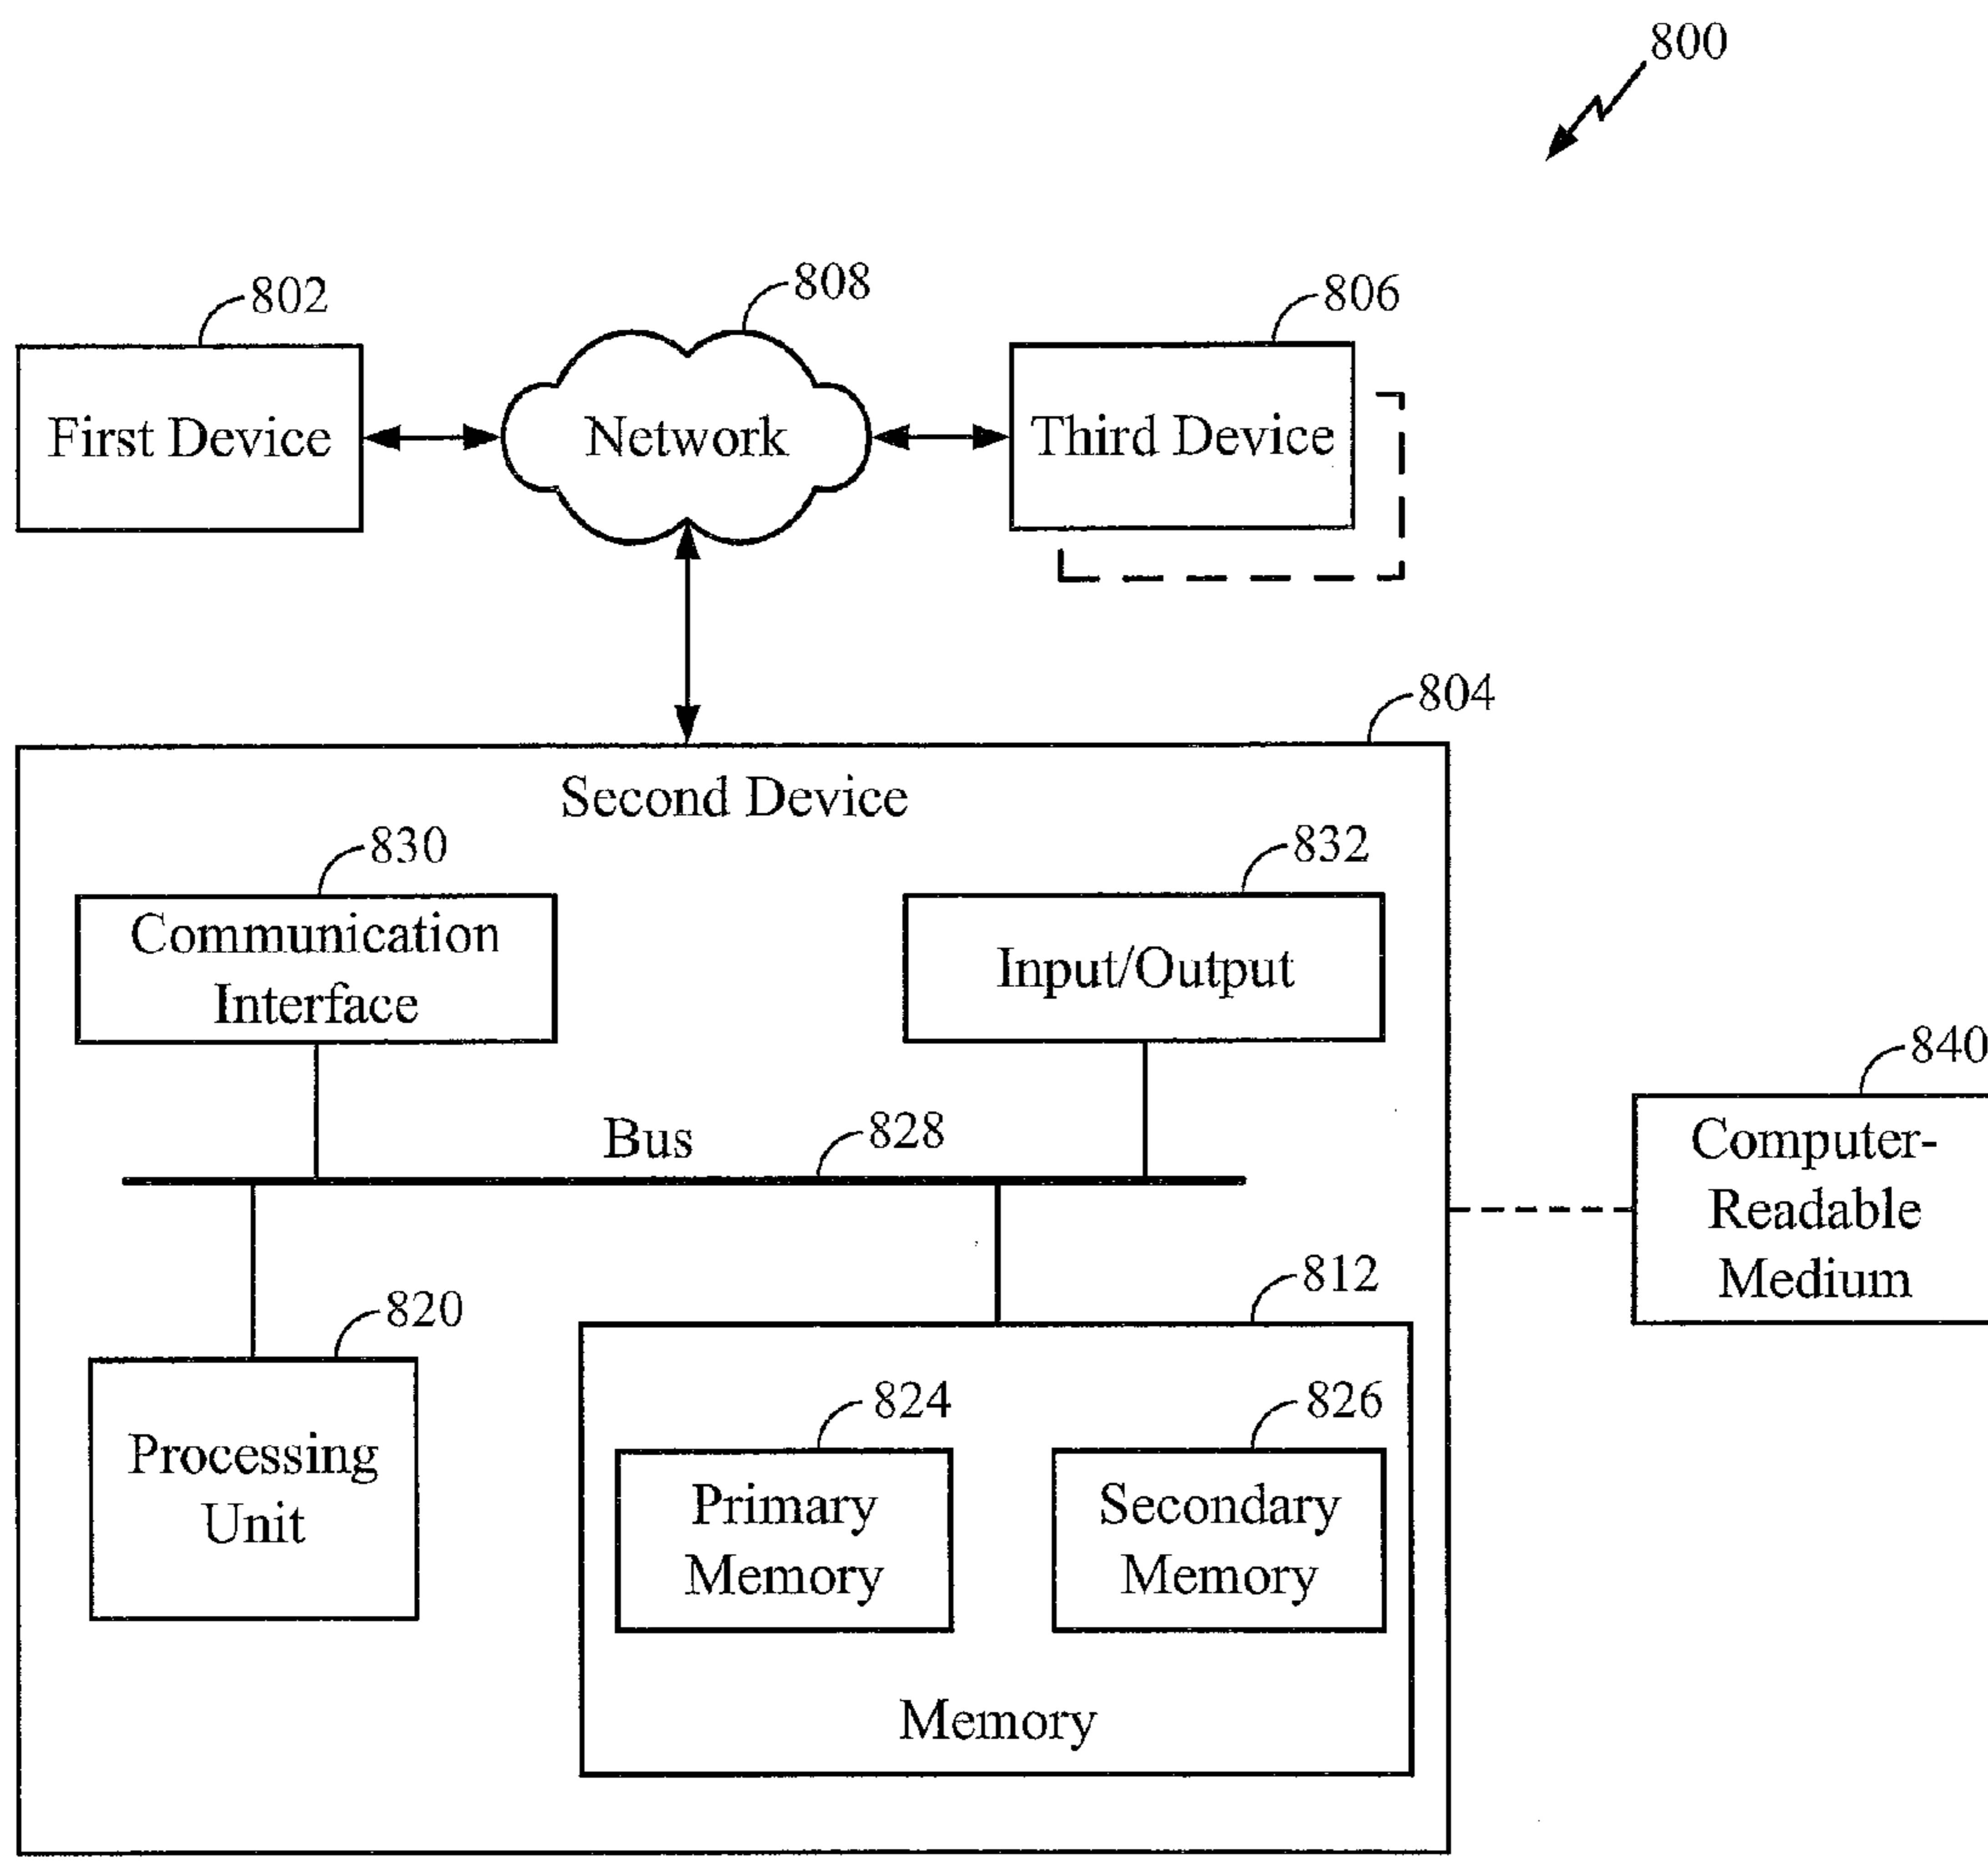 800
802
808
806
First Device
Network
Third Device
804
Second Device
830
832
Communication
Interface
Input/Output
840
Bus
828
Computer-
Readable
Medium
812
820
824
826
Processing
Unit
Primary
Memory
Secondary
Memory
Memory